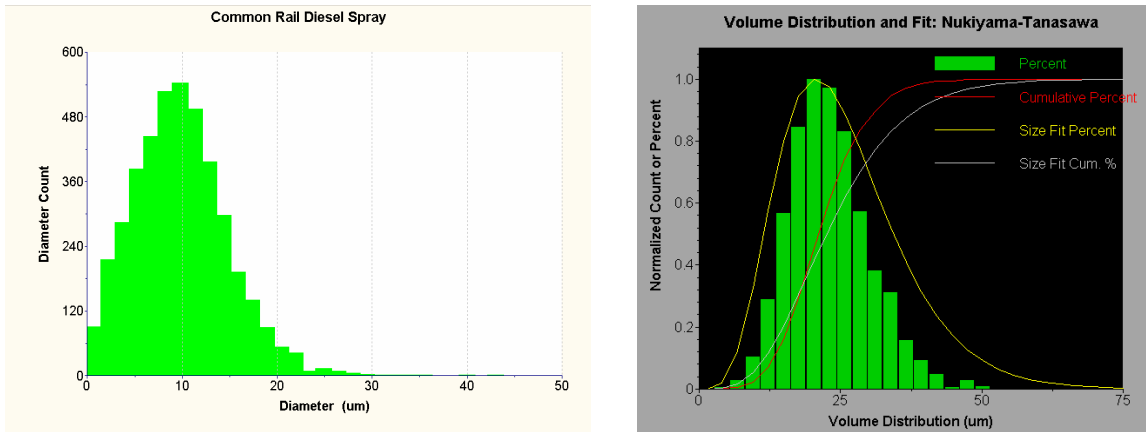 Common Rail Diesel Spray
600
480
360
240
120
0
Diameter Count
0 10 20 30 40 50
Diameter (um)
Volume Distribution and Fit: Nukiyama-Tanasawa
Percent
Cumulative Percent
Size Fit Percent
Size Fit Cum. %
1.0
0.8
0.6
0.4
0.2
0
Normalized Count or Percent
0 25 50 75
Volume Distribution (um)